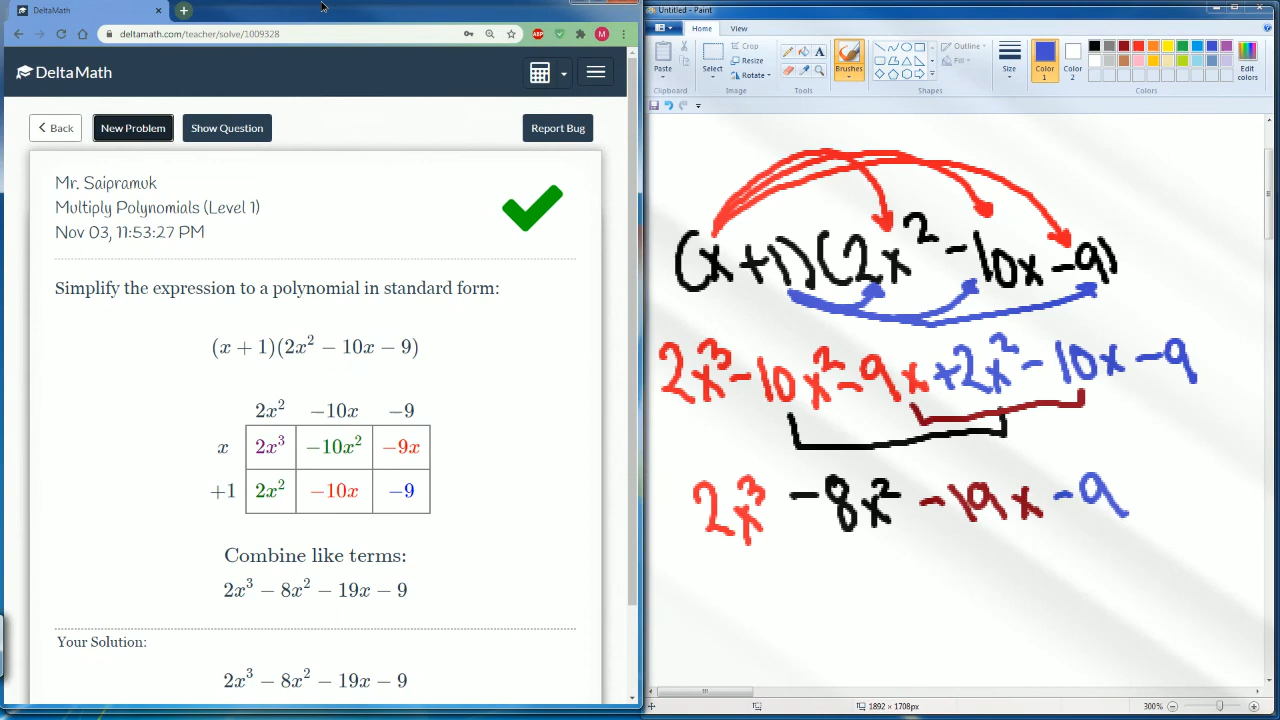 DeltaMath
deltamath.com/teacher/solve/1009328
ABP
M
DeltaMath
Back
New Problem
Show Question
Report Bug
Mr. Saipramuk
Multiply Polynomials (Level 1)
Nov 03, 11:53:27 PM
Simplify the expression to a polynomial in standard form:
(x + 1)(2x² − 10x − 9)
2x² −10x −9
x 2x³ −10x² −9x
+1 2x² −10x −9
Combine like terms:
2x³ − 8x² − 19x − 9
Your Solution:
2x³ − 8x² − 19x − 9
Untitled - Paint
Home View
Paste
Select
Crop
Resize
Rotate
Image
A
Tools
Brushes
Outline
Fill
Shapes
Size
Color 1
Color 2
Edit colors
Colors
(x+1)(2x²-10x-9)
2x³-10x²-9x+2x²-10x-9
2x³ -8x² -19x -9
1892 × 1708px
300%